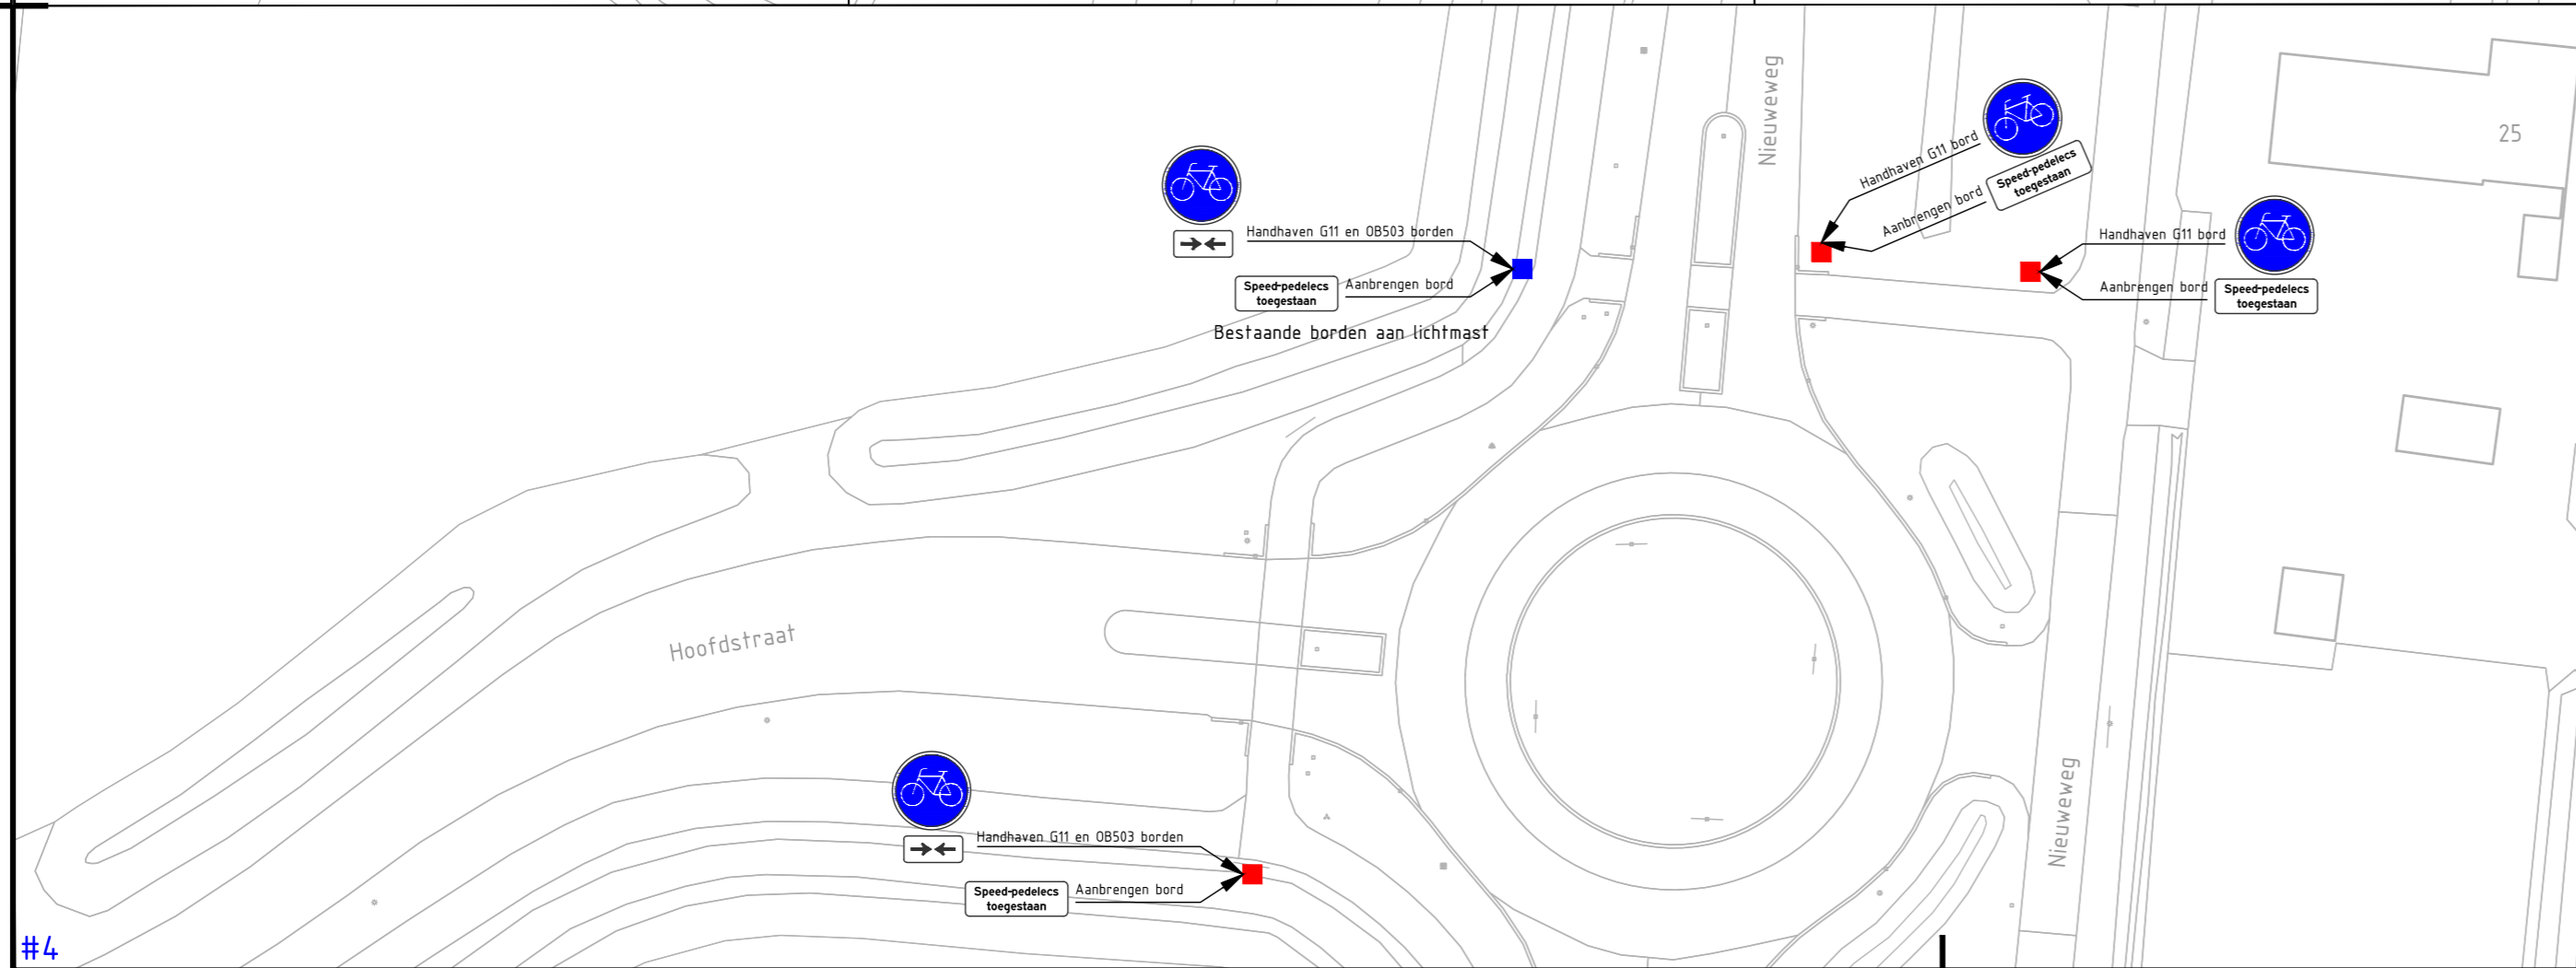 Nieuweweg
25
Handhaven G11 bord
Aanbrengen bord
Speed-pedelecs
toegestaan
Handhaven G11 en OB503 borden
Speed-pedelecs
toegestaan
Aanbrengen bord
Bestaande borden aan lichtmast
Handhaven G11 bord
Aanbrengen bord
Speed-pedelecs
toegestaan
Hoofdstraat
Nieuweweg
Handhaven G11 en OB503 borden
Speed-pedelecs
toegestaan
Aanbrengen bord
#4